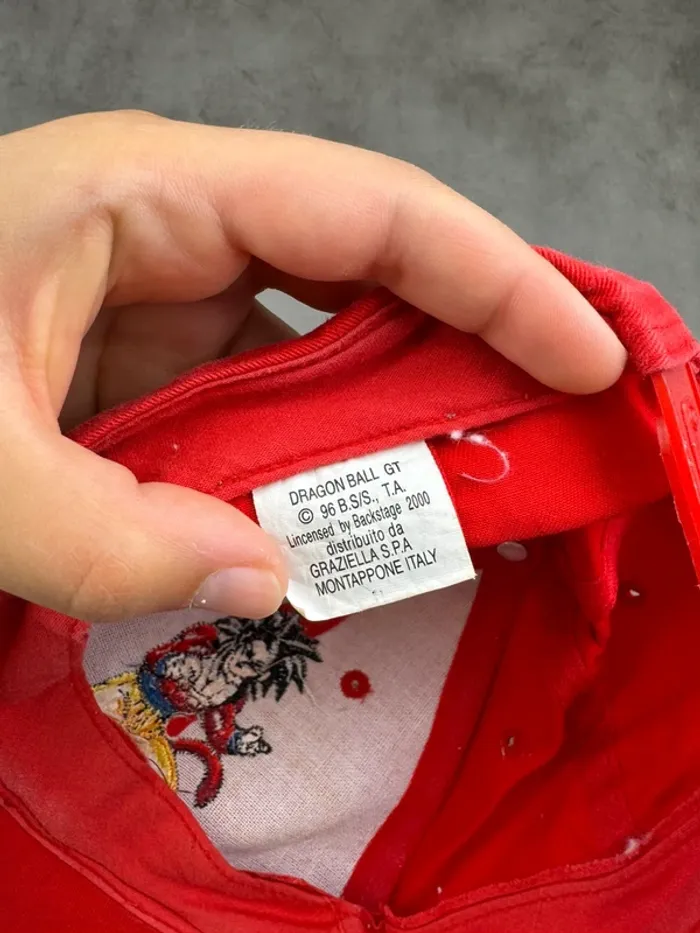 DRAGON BALL GT
© 96 B.S/S., T.A.
Lincensed by Backstage 2000
distribuito da
GRAZIELLA S.P.A
MONTAPPONE ITALY